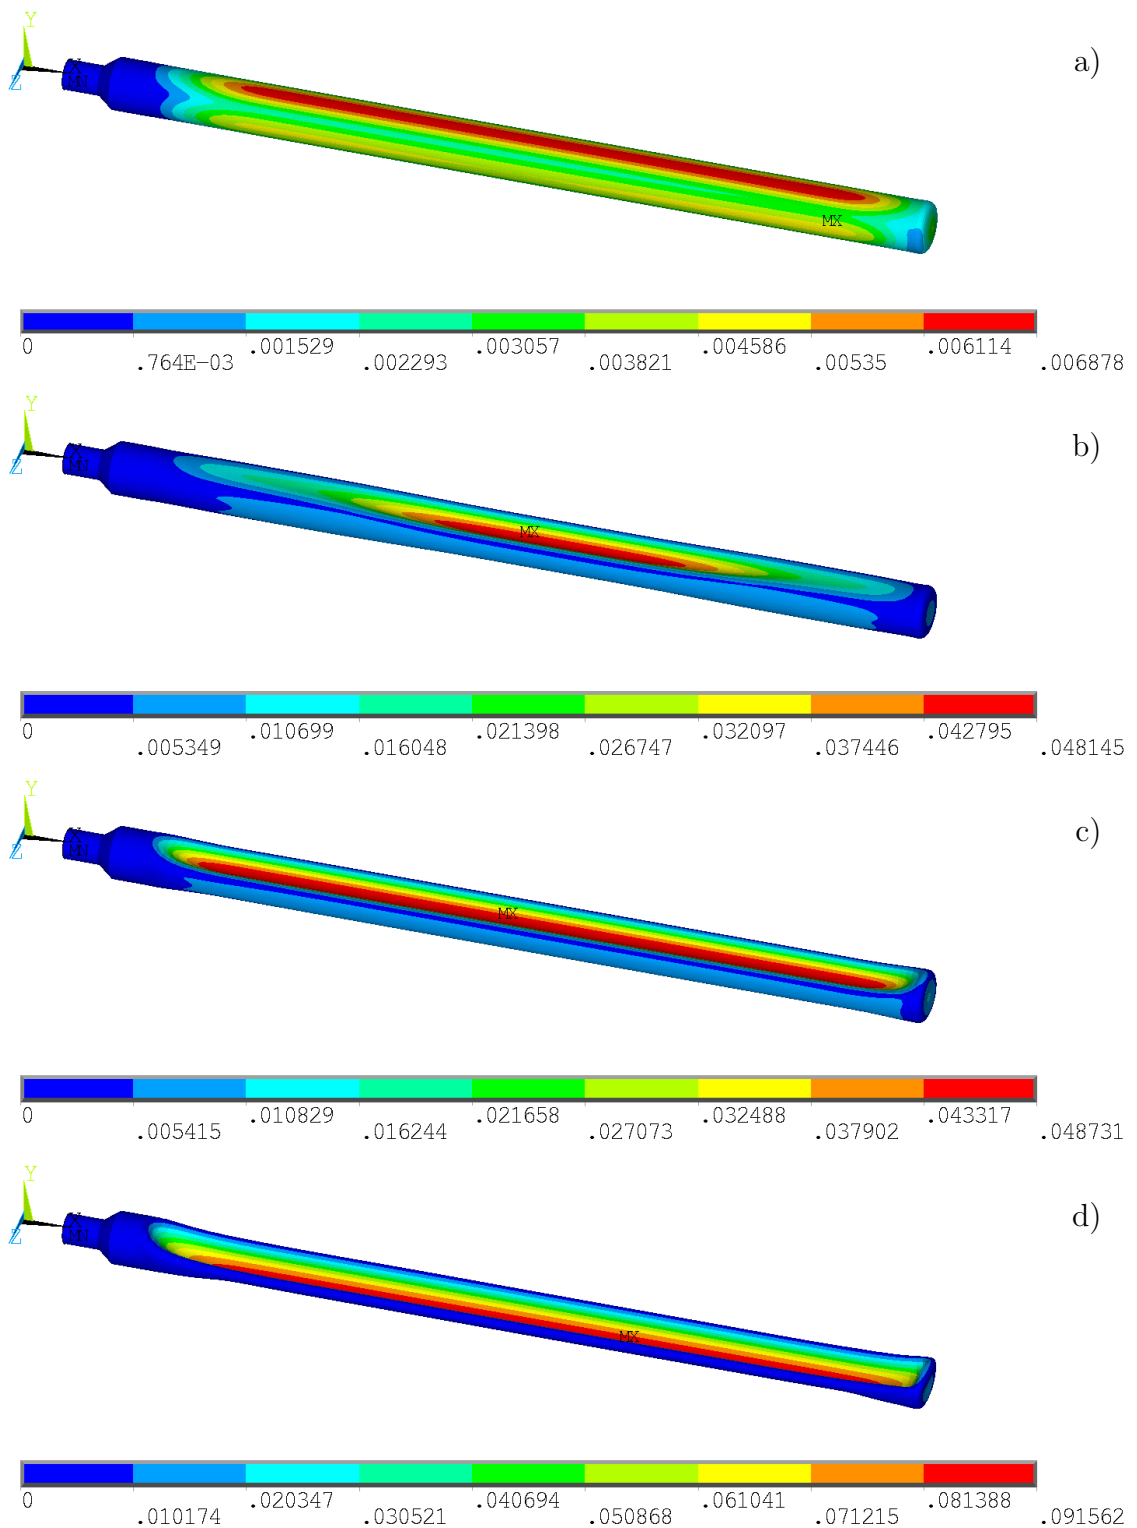 Y
a)
X
Z
MN
MX
0 .001529 .003057 .004586 .006114
.764E-03 .002293 .003821 .00535 .006878
Y
b)
X
Z
MN
MX
0 .010699 .021398 .032097 .042795
.005349 .016048 .026747 .037446 .048145
Y
c)
X
Z
MN
MX
0 .010829 .021658 .032488 .043317
.005415 .016244 .027073 .037902 .048731
Y
d)
X
Z
MN
MX
0 .020347 .040694 .061041 .081388
.010174 .030521 .050868 .071215 .091562